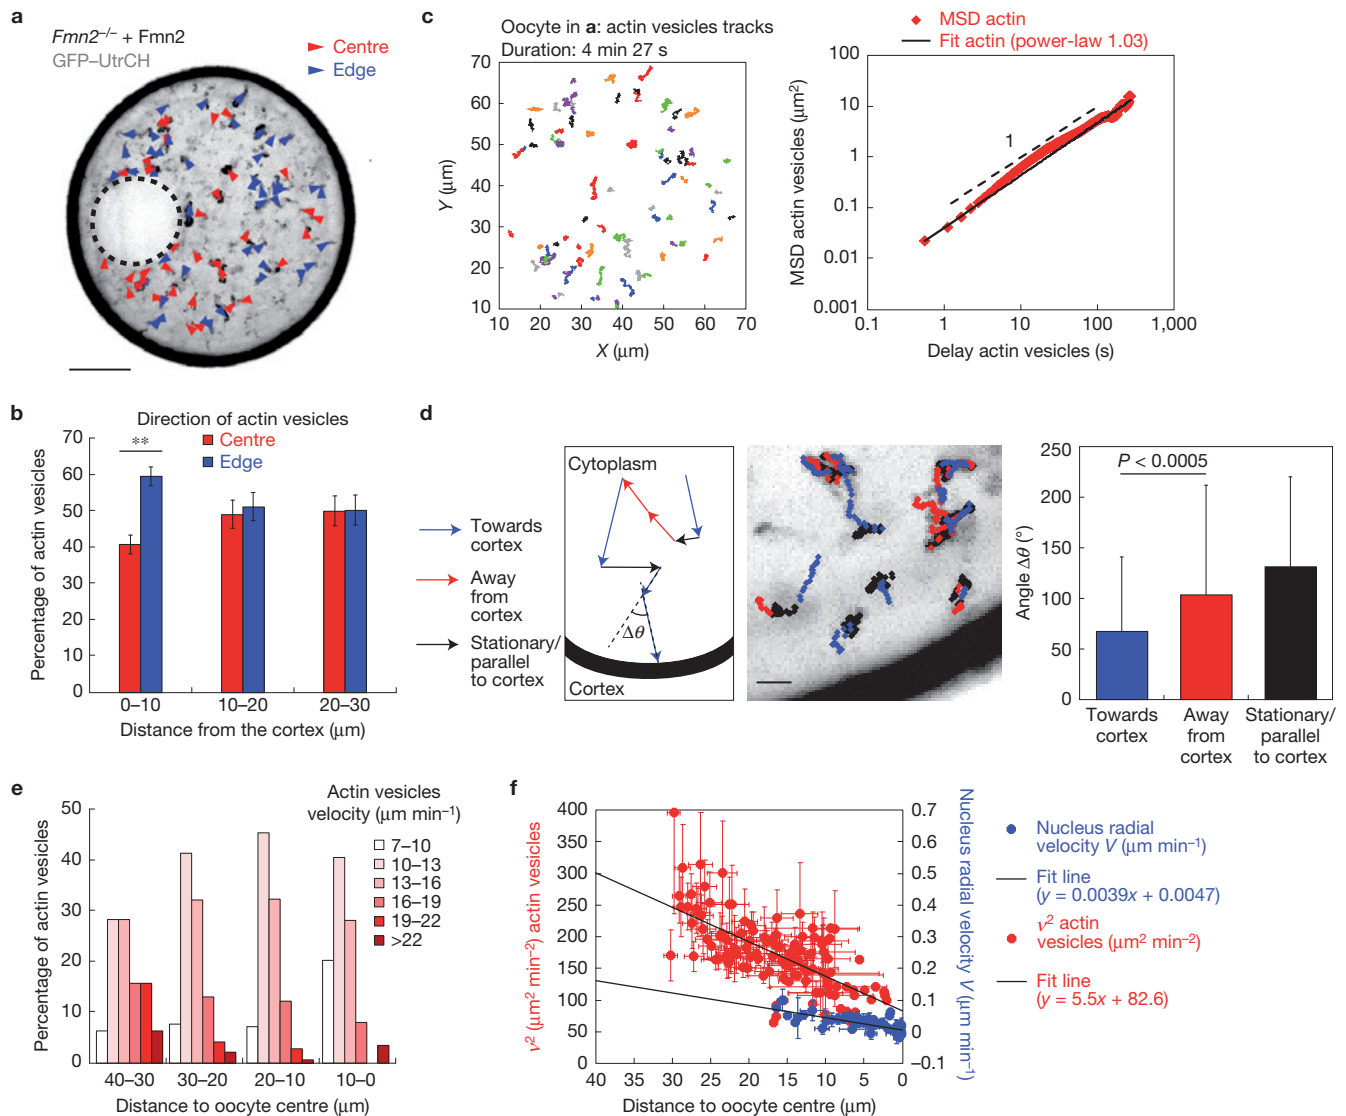 a
Fmn2–/– + Fmn2
GFP–UtrCH
Centre
Edge
b
Direction of actin vesicles
Centre
Edge
**
Percentage of actin vesicles
70
60
50
40
30
20
10
0
0–10
10–20
20–30
Distance from the cortex (μm)
c
Oocyte in a: actin vesicles tracks
Duration: 4 min 27 s
Y (μm)
70
60
50
40
30
20
10
10
20
30
40
50
60
70
X (μm)
MSD actin
Fit actin (power-law 1.03)
MSD actin vesicles (μm2)
100
10
1
0.1
0.01
0.001
1
0.1
1
10
100
1,000
Delay actin vesicles (s)
d
Towards
cortex
Away
from
cortex
Stationary/
parallel
to cortex
Cytoplasm
Δθ
Cortex
Angle Δθ (°)
250
200
150
100
50
0
P < 0.0005
Towards
cortex
Away
from
cortex
Stationary/
parallel
to cortex
e
Actin vesicles
velocity (μm min–1)
7–10
10–13
13–16
16–19
19–22
>22
Percentage of actin vesicles
50
40
30
20
10
0
40–30
30–20
20–10
10–0
Distance to oocyte centre (μm)
f
v2 (μm2 min–2) actin vesicles
400
350
300
250
200
150
100
50
0
40
35
30
25
20
15
10
5
0
Distance to oocyte centre (μm)
0.7
0.6
0.5
0.4
0.3
0.2
0.1
0
–0.1
Nucleus radial velocity V (μm min–1)
Nucleus radial
velocity V (μm min–1)
Fit line
(y = 0.0039x + 0.0047)
v2 actin
vesicles (μm2 min–2)
Fit line
(y = 5.5x + 82.6)